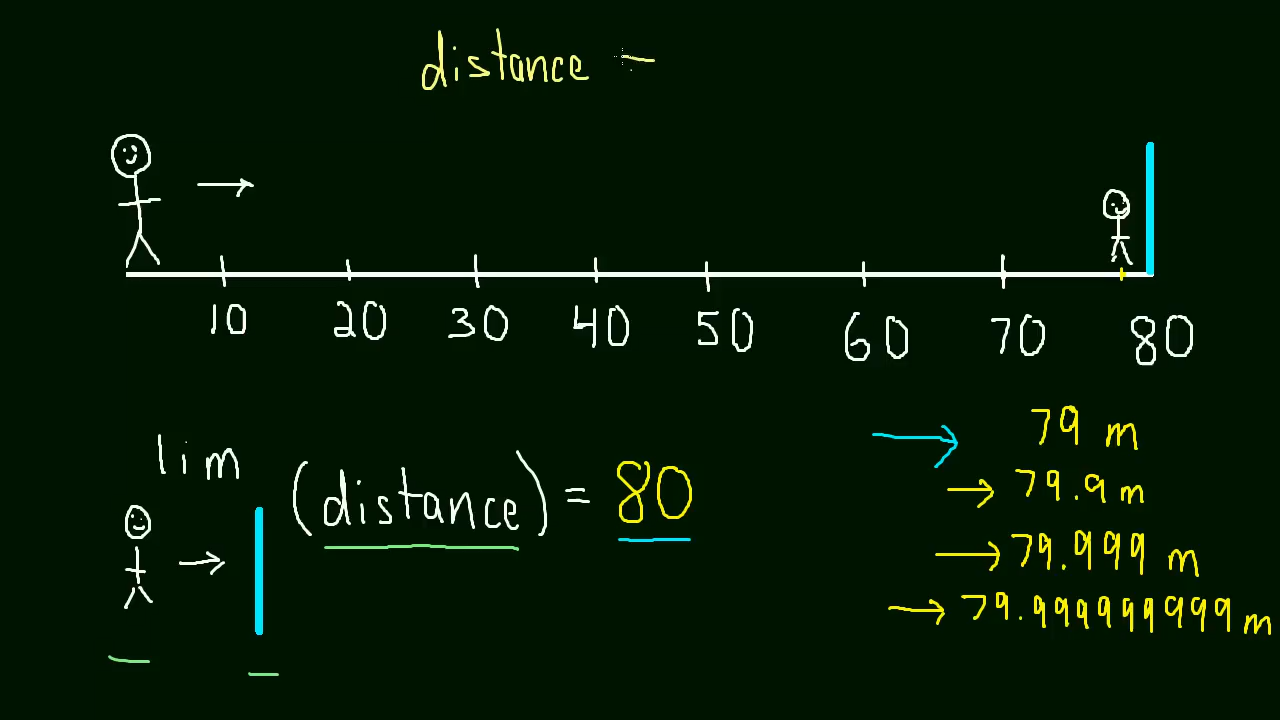 distance =
10 20 30 40 50 60 70 80
lim (distance) = 80
→ 79 m
→ 79.9 m
→ 79.999 m
→ 79.999999999 m